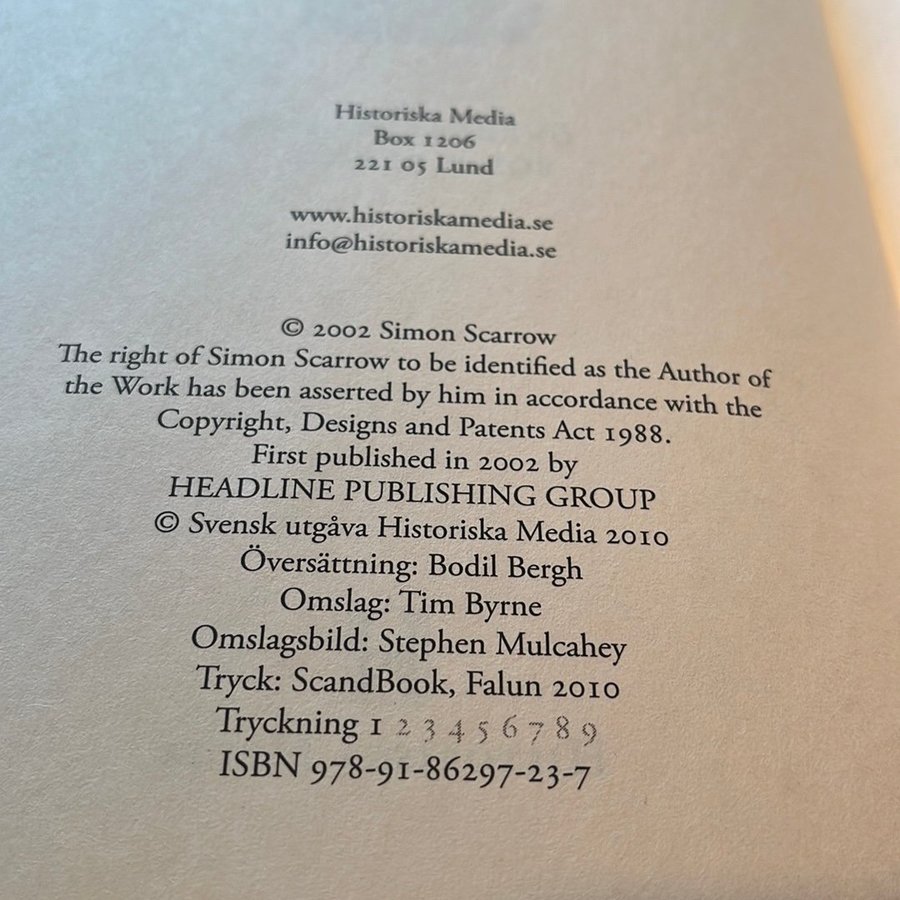 Historiska Media
Box 1206
221 05 Lund
www.historiskamedia.se
info@historiskamedia.se
© 2002 Simon Scarrow
The right of Simon Scarrow to be identified as the Author of
the Work has been asserted by him in accordance with the
Copyright, Designs and Patents Act 1988.
First published in 2002 by
HEADLINE PUBLISHING GROUP
© Svensk utgåva Historiska Media 2010
Översättning: Bodil Bergh
Omslag: Tim Byrne
Omslagsbild: Stephen Mulcahey
Tryck: ScandBook, Falun 2010
Tryckning 1 2 3 4 5 6 7 8 9
ISBN 978-91-86297-23-7